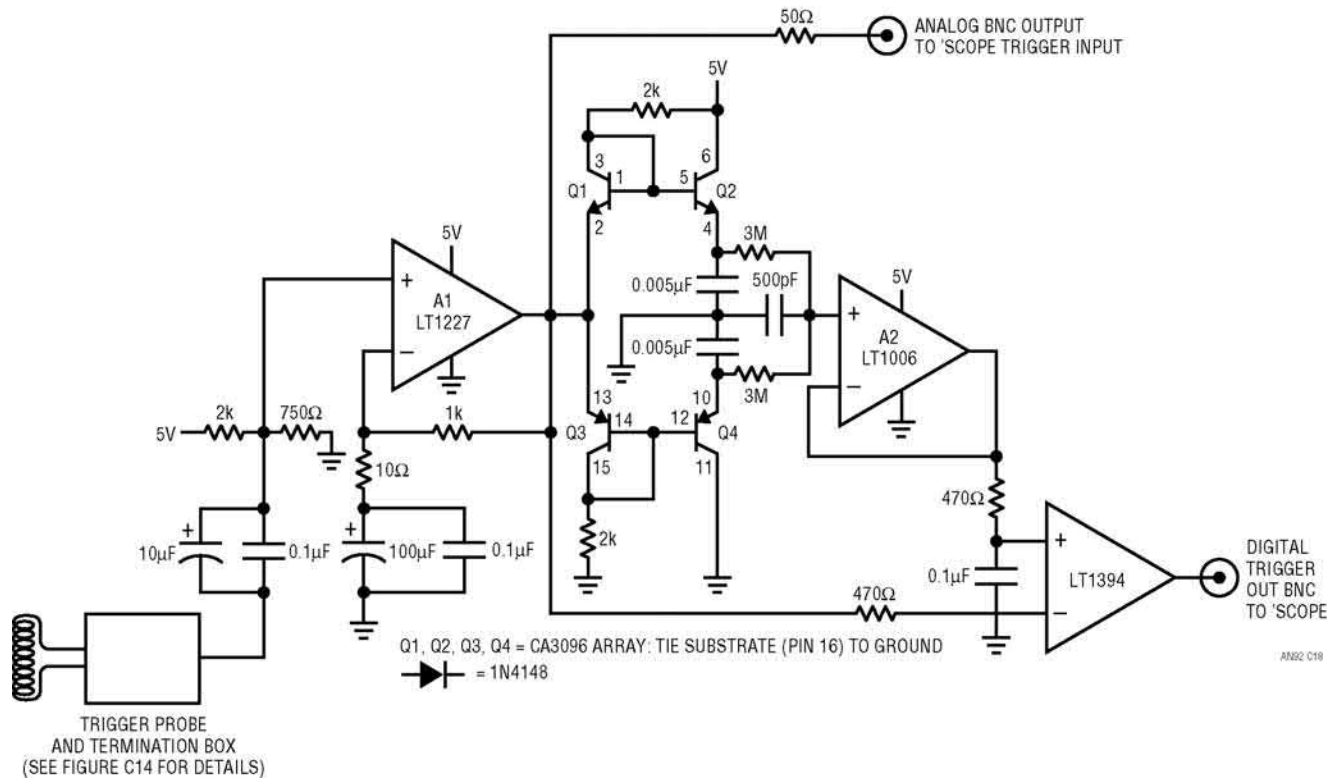 50Ω
ANALOG BNC OUTPUT
TO 'SCOPE TRIGGER INPUT
5V
2k
3
6
Q1
1
5
Q2
2
4
5V
3M
+
A1
LT1227
–
0.005µF
500pF
5V
+
A2
LT1006
–
0.005µF
3M
13
10
2k
750Ω
5V
1k
14
12
Q3
Q4
15
11
10Ω
470Ω
+
10µF
0.1µF
+
100µF
0.1µF
2k
0.1µF
+
LT1394
–
DIGITAL
TRIGGER
OUT BNC
TO 'SCOPE
470Ω
Q1, Q2, Q3, Q4 = CA3096 ARRAY: TIE SUBSTRATE (PIN 16) TO GROUND
= 1N4148
AN92 C18
TRIGGER PROBE
AND TERMINATION BOX
(SEE FIGURE C14 FOR DETAILS)